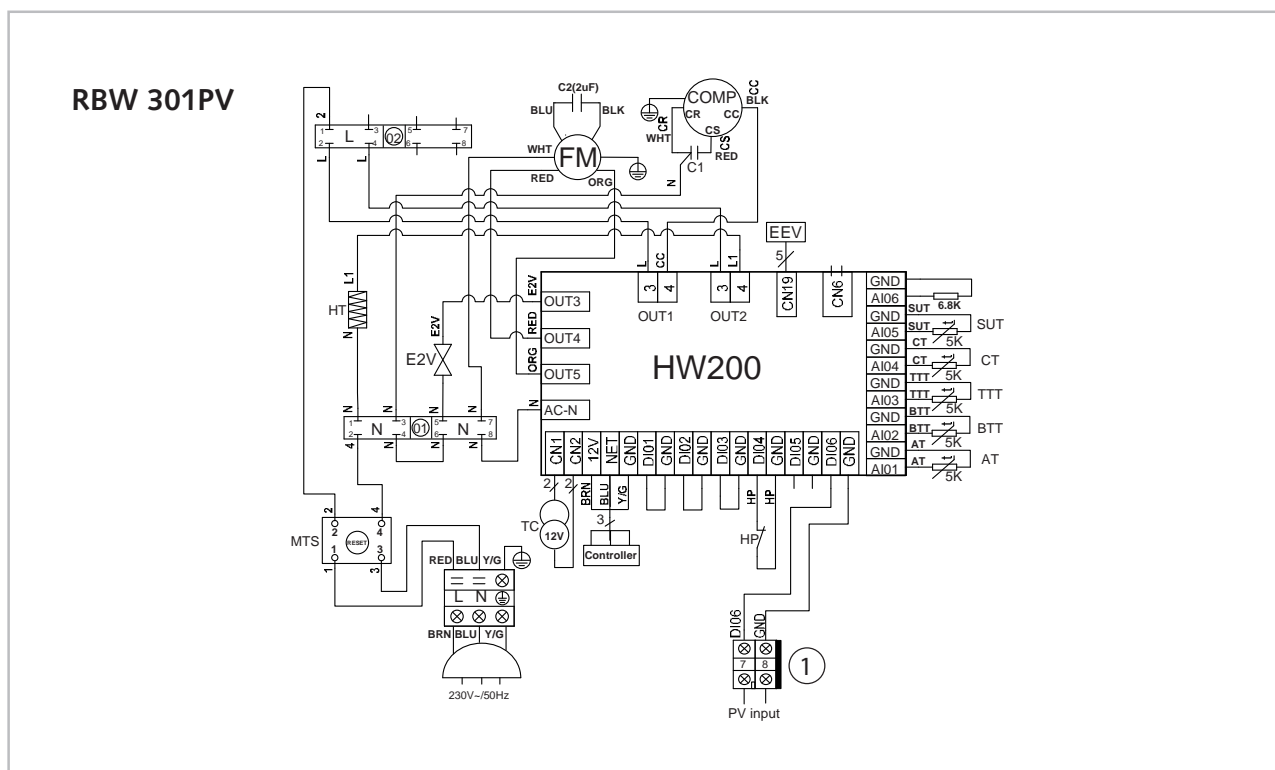 RBW 301PV
C2(2uF)
BLU
BLK
WHT
FM
RED
ORG
COMP
CR
CC
CS
CC
BLK
CR
WHT
CS
RED
C1
N
2
1
2
L
3
4
02
5
6
7
8
L
L
L1
HT
N
E2V
E2V
E2V
RED
ORG
N
L
CC
L
L1
3
4
3
4
OUT1
OUT2
EEV
5
CN19
CN6
OUT3
OUT4
OUT5
AC-N
HW200
GND
AI06
GND
AI05
GND
AI04
GND
AI03
GND
AI02
GND
AI01
6.8K
SUT
SUT
5K
SUT
CT
CT
5K
CT
TTT
TTT
5K
TTT
BTT
BTT
5K
BTT
AT
AT
5K
AT
N
N
N
N
1
2
N
3
4
01
5
6
N
7
8
4
N
N
N
CN1
CN2
12V
NET
GND
DI01
GND
DI02
GND
DI03
GND
DI04
GND
DI05
GND
DI06
GND
2
2
BRN
BLU
Y/G
HP
HP
TC
12V
3
Controller
HP
2
4
MTS
2
4
RESET
1
3
1
3
RED BLU Y/G
L N
BRN BLU Y/G
230V~/50Hz
DI06
GND
7
8
1
PV input